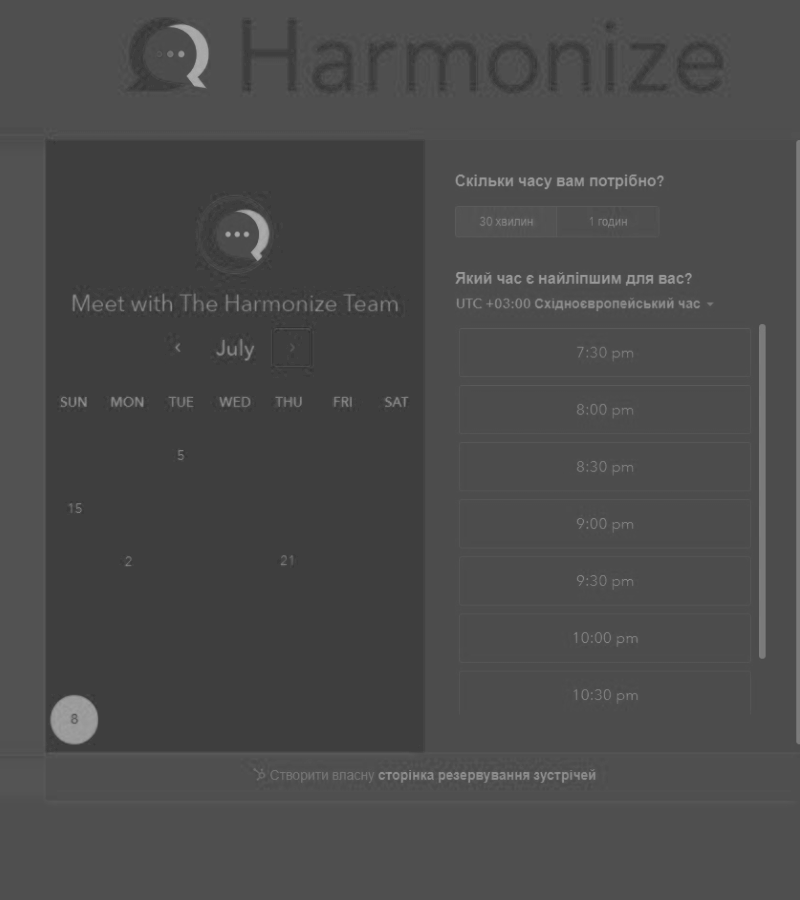 Harmonize
Meet with The Harmonize Team
July
SUN MON TUE WED THU FRI SAT
5
15
2 21
8
Скільки часу вам потрібно?
30 хвилин 1 годин
Який час є найліпшим для вас?
UTC +03:00 Східноєвропейський час
7:30 pm
8:00 pm
8:30 pm
9:00 pm
9:30 pm
10:00 pm
10:30 pm
Створити власну сторінка резервування зустрічей